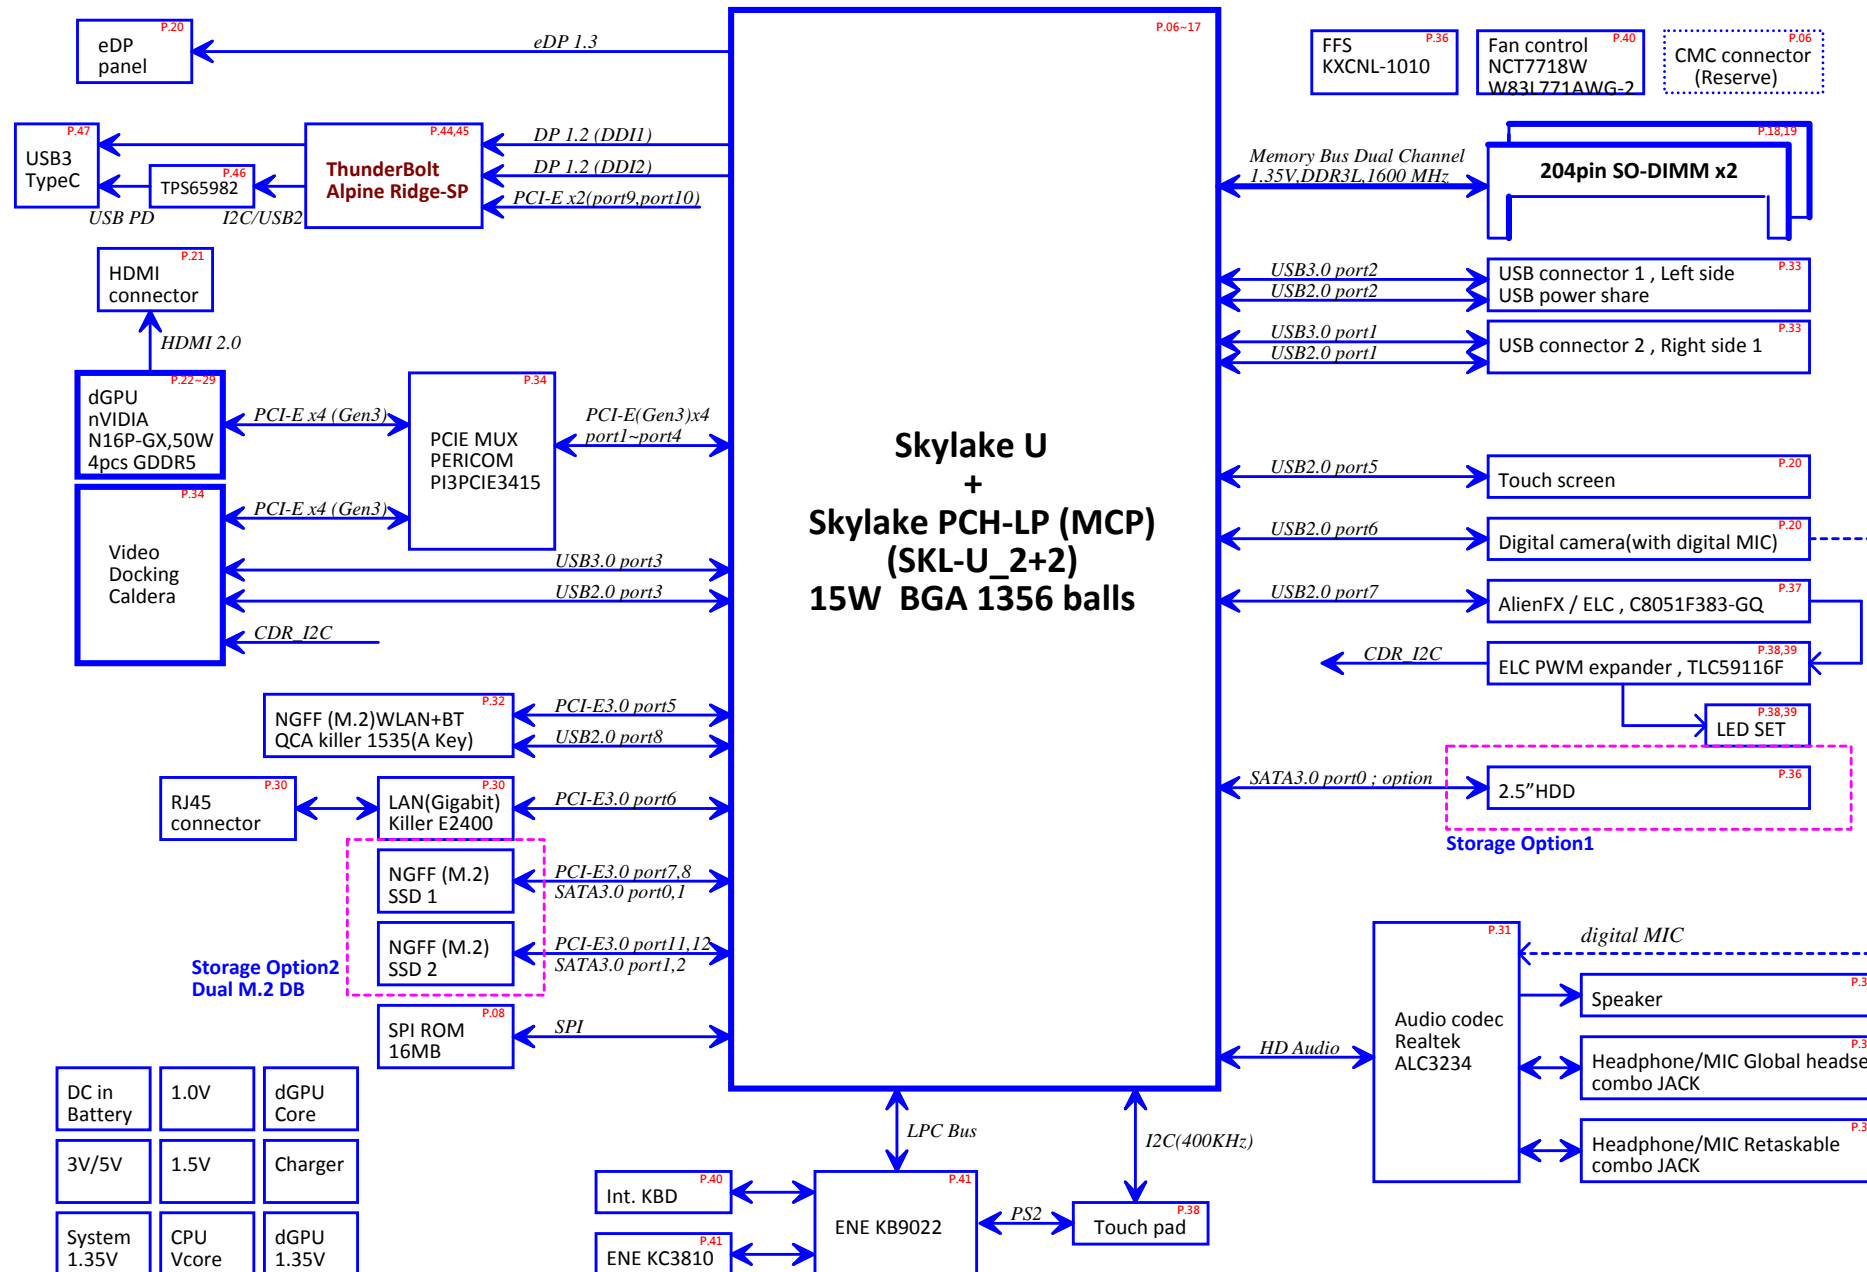 P.20
eDP
panel
eDP 1.3
P.47
USB3
TypeC
P.46
TPS65982
USB PD
I2C/USB2
P.44,45
ThunderBolt
Alpine Ridge-SP
DP 1.2 (DDI1)
DP 1.2 (DDI2)
PCI-E x2(port9,port10)
P.21
HDMI
connector
HDMI 2.0
P.22~29
dGPU
nVIDIA
N16P-GX,50W
4pcs GDDR5
PCI-E x4 (Gen3)
P.34
PCIE MUX
PERICOM
PI3PCIE3415
PCI-E(Gen3)x4
port1~port4
P.34
Video
Docking
Caldera
PCI-E x4 (Gen3)
USB3.0 port3
USB2.0 port3
CDR_I2C
P.32
NGFF (M.2)WLAN+BT
QCA killer 1535(A Key)
PCI-E3.0 port5
USB2.0 port8
P.30
RJ45
connector
P.30
LAN(Gigabit)
Killer E2400
PCI-E3.0 port6
NGFF (M.2)
SSD 1
PCI-E3.0 port7,8
SATA3.0 port0,1
NGFF (M.2)
SSD 2
PCI-E3.0 port11,12
SATA3.0 port1,2
Storage Option2
Dual M.2 DB
P.08
SPI ROM
16MB
SPI
DC in
Battery
1.0V
dGPU
Core
3V/5V
1.5V
Charger
System
1.35V
CPU
Vcore
dGPU
1.35V
P.06~17
Skylake U
+
Skylake PCH-LP (MCP)
(SKL-U_2+2)
15W  BGA 1356 balls
LPC Bus
I2C(400KHz)
P.40
Int. KBD
P.41
ENE KC3810
P.41
ENE KB9022
PS2
P.38
Touch pad
P.36
FFS
KXCNL-1010
P.40
Fan control
NCT7718W
W83L771AWG-2
P.06
CMC connector
(Reserve)
Memory Bus Dual Channel
1.35V,DDR3L,1600 MHz
P.18,19
204pin SO-DIMM x2
USB3.0 port2
USB2.0 port2
P.33
USB connector 1 , Left side
USB power share
USB3.0 port1
USB2.0 port1
P.33
USB connector 2 , Right side 1
USB2.0 port5
P.20
Touch screen
USB2.0 port6
P.20
Digital camera(with digital MIC)
USB2.0 port7
P.37
AlienFX / ELC , C8051F383-GQ
CDR_I2C
P.38,39
ELC PWM expander , TLC59116F
P.38,39
LED SET
SATA3.0 port0 ; option
P.36
2.5”HDD
Storage Option1
HD Audio
P.31
Audio codec
Realtek
ALC3234
digital MIC
P.3
Speaker
P.3
Headphone/MIC Global headse
combo JACK
P.3
Headphone/MIC Retaskable
combo JACK